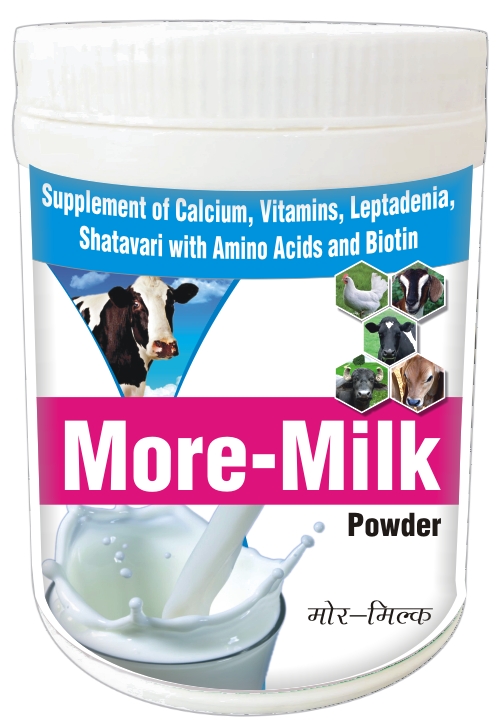 Supplement of Calcium, Vitamins, Leptadenia,
Shatavari with Amino Acids and Biotin
More-Milk
Powder
मोर-मिल्क